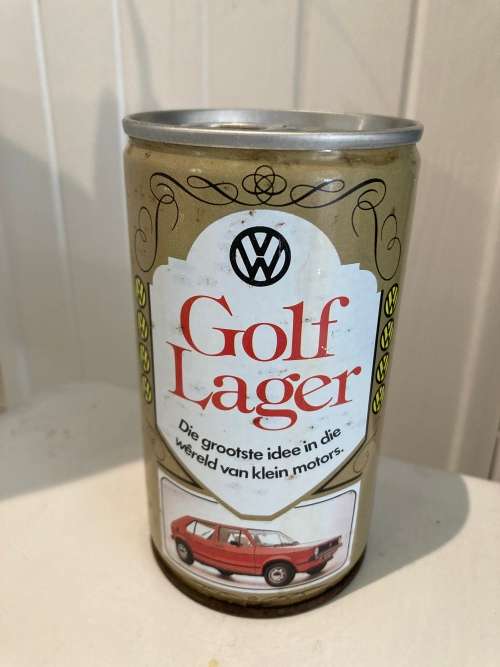 VW
Golf
Lager
Die grootste idee in die
wêreld van klein motors.